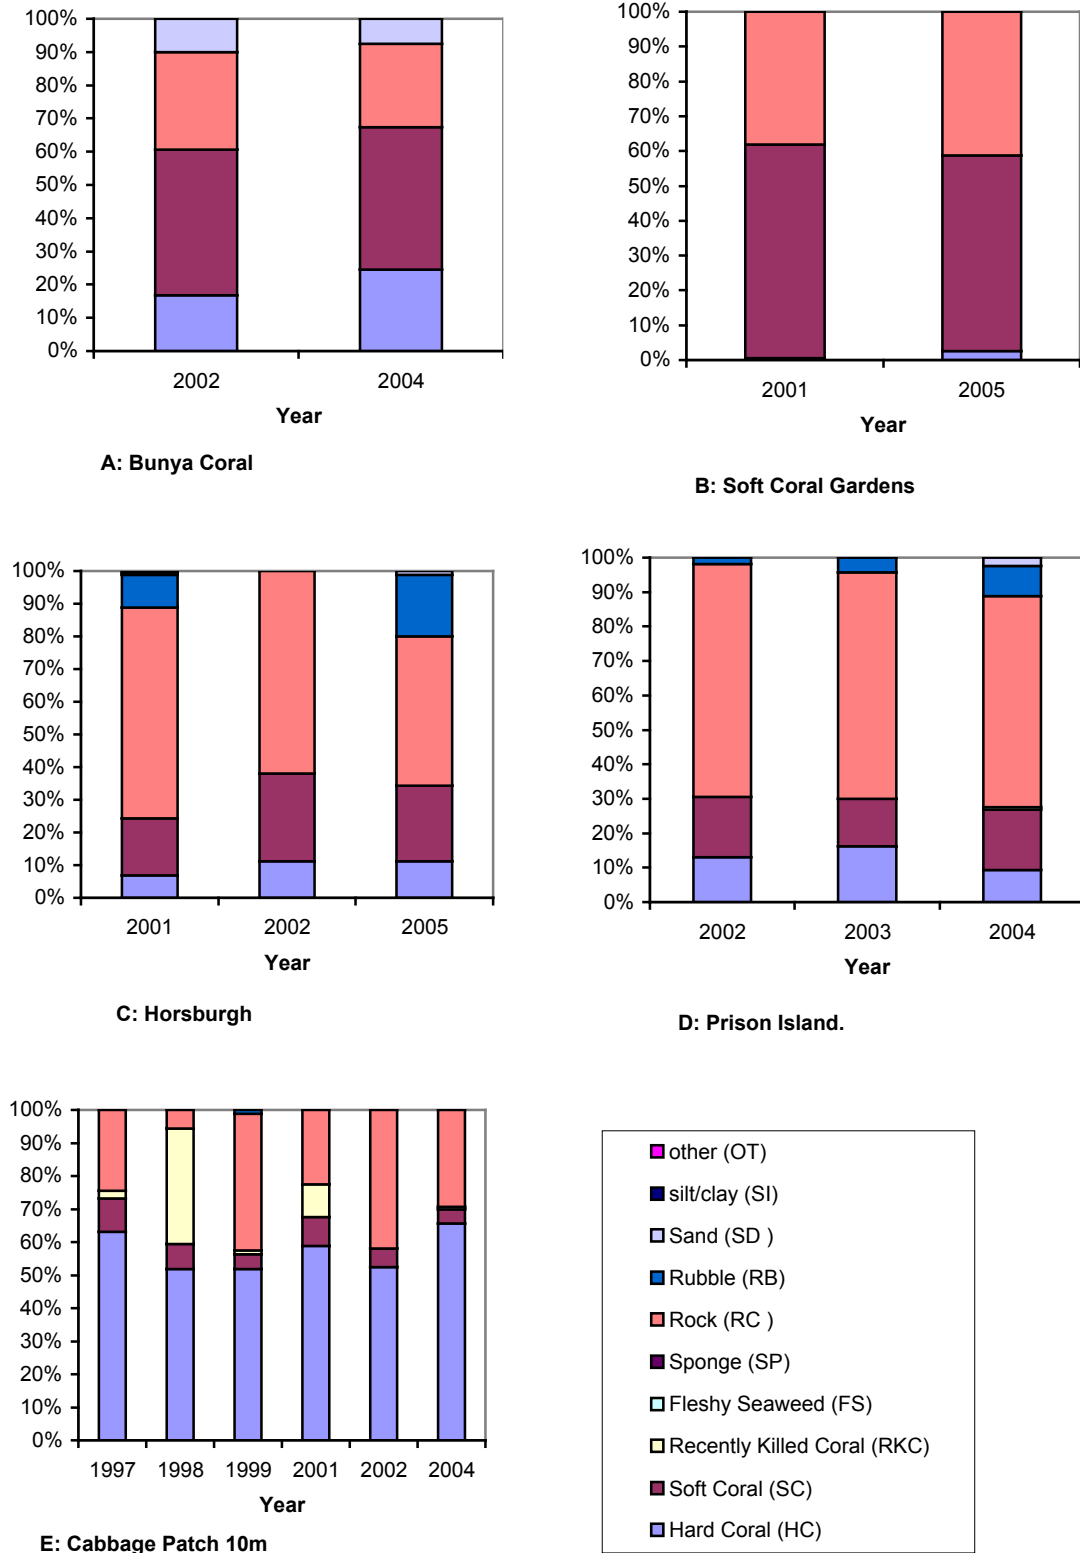 100%
90%
80%
70%
60%
50%
40%
30%
20%
10%
0%
2002 2004
Year
A: Bunya Coral
100%
90%
80%
70%
60%
50%
40%
30%
20%
10%
0%
2001 2005
Year
B: Soft Coral Gardens
100%
90%
80%
70%
60%
50%
40%
30%
20%
10%
0%
2001 2002 2005
Year
C: Horsburgh
100%
90%
80%
70%
60%
50%
40%
30%
20%
10%
0%
2002 2003 2004
Year
D: Prison Island.
100%
90%
80%
70%
60%
50%
40%
30%
20%
10%
0%
1997 1998 1999 2001 2002 2004
Year
E: Cabbage Patch 10m
other (OT)
silt/clay (SI)
Sand (SD )
Rubble (RB)
Rock (RC )
Sponge (SP)
Fleshy Seaweed (FS)
Recently Killed Coral (RKC)
Soft Coral (SC)
Hard Coral (HC)